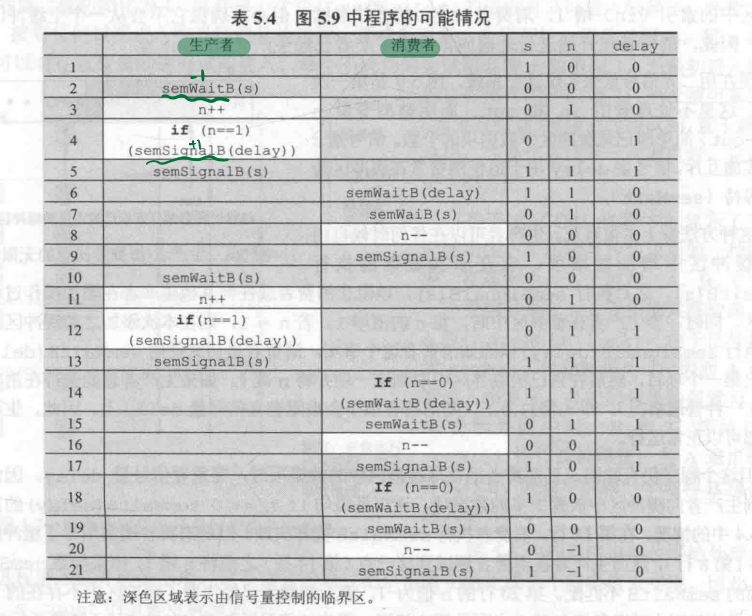 表 5.4 图 5.9 中程序的可能情况
生产者 消费者 s n delay
1 1 0 0
-1
2 semWaitB(s) 0 0 0
3 n++ 0 1 0
4 if (n==1) 0 1 1
+1
(semSignalB(delay))
5 semSignalB(s) 1 1 1
6 semWaitB(delay) 1 1 0
7 semWaiB(s) 0 1 0
8 n-- 0 0 0
9 semSignalB(s) 1 0 0
10 semWaitB(s) 0 0 0
11 n++ 0 1 0
12 if(n==1) 0 1 1
(semSignalB(delay))
13 semSignalB(s) 1 1 1
14 If (n==0) 1 1 1
(semWaitB(delay))
15 semWaitB(s) 0 1 1
16 n-- 0 0 1
17 semSignalB(s) 1 0 1
18 If (n==0) 1 0 0
(semWaitB(delay))
19 semWaitB(s) 0 0 0
20 n-- 0 −1 0
21 semSignalB(s) 1 −1 0
注意：深色区域表示由信号量控制的临界区。